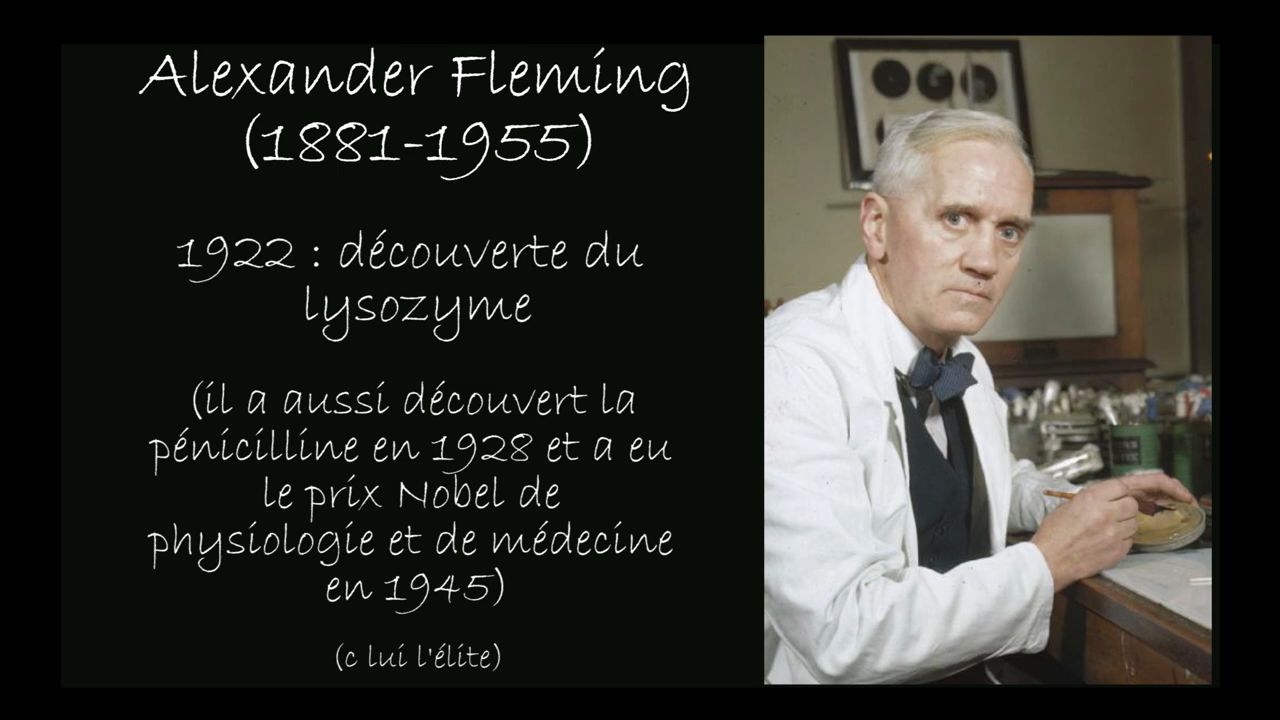 Alexander Fleming
(1881-1955)
1922 : découverte du
lysozyme
(il a aussi découvert la
pénicilline en 1928 et a eu
le prix Nobel de
physiologie et de médecine
en 1945)
(c lui l'élite)